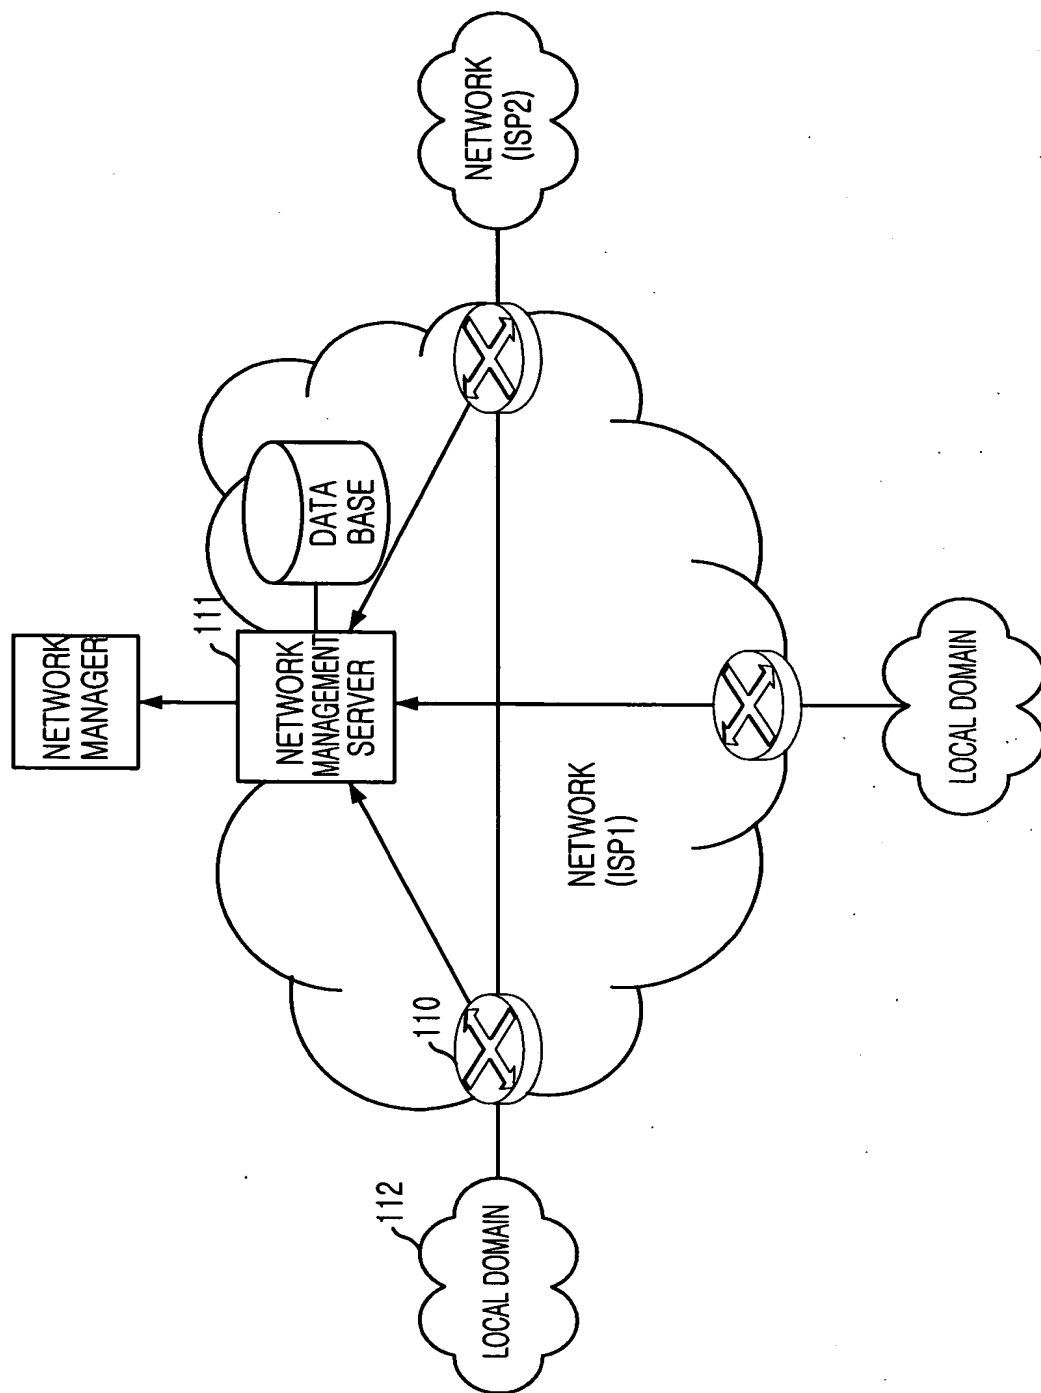 NETWORK
MANAGER
111
NETWORK
MANAGEMENT
SERVER
DATA
BASE
112
LOCAL DOMAIN
110
NETWORK
(ISP1)
NETWORK
(ISP2)
LOCAL DOMAIN